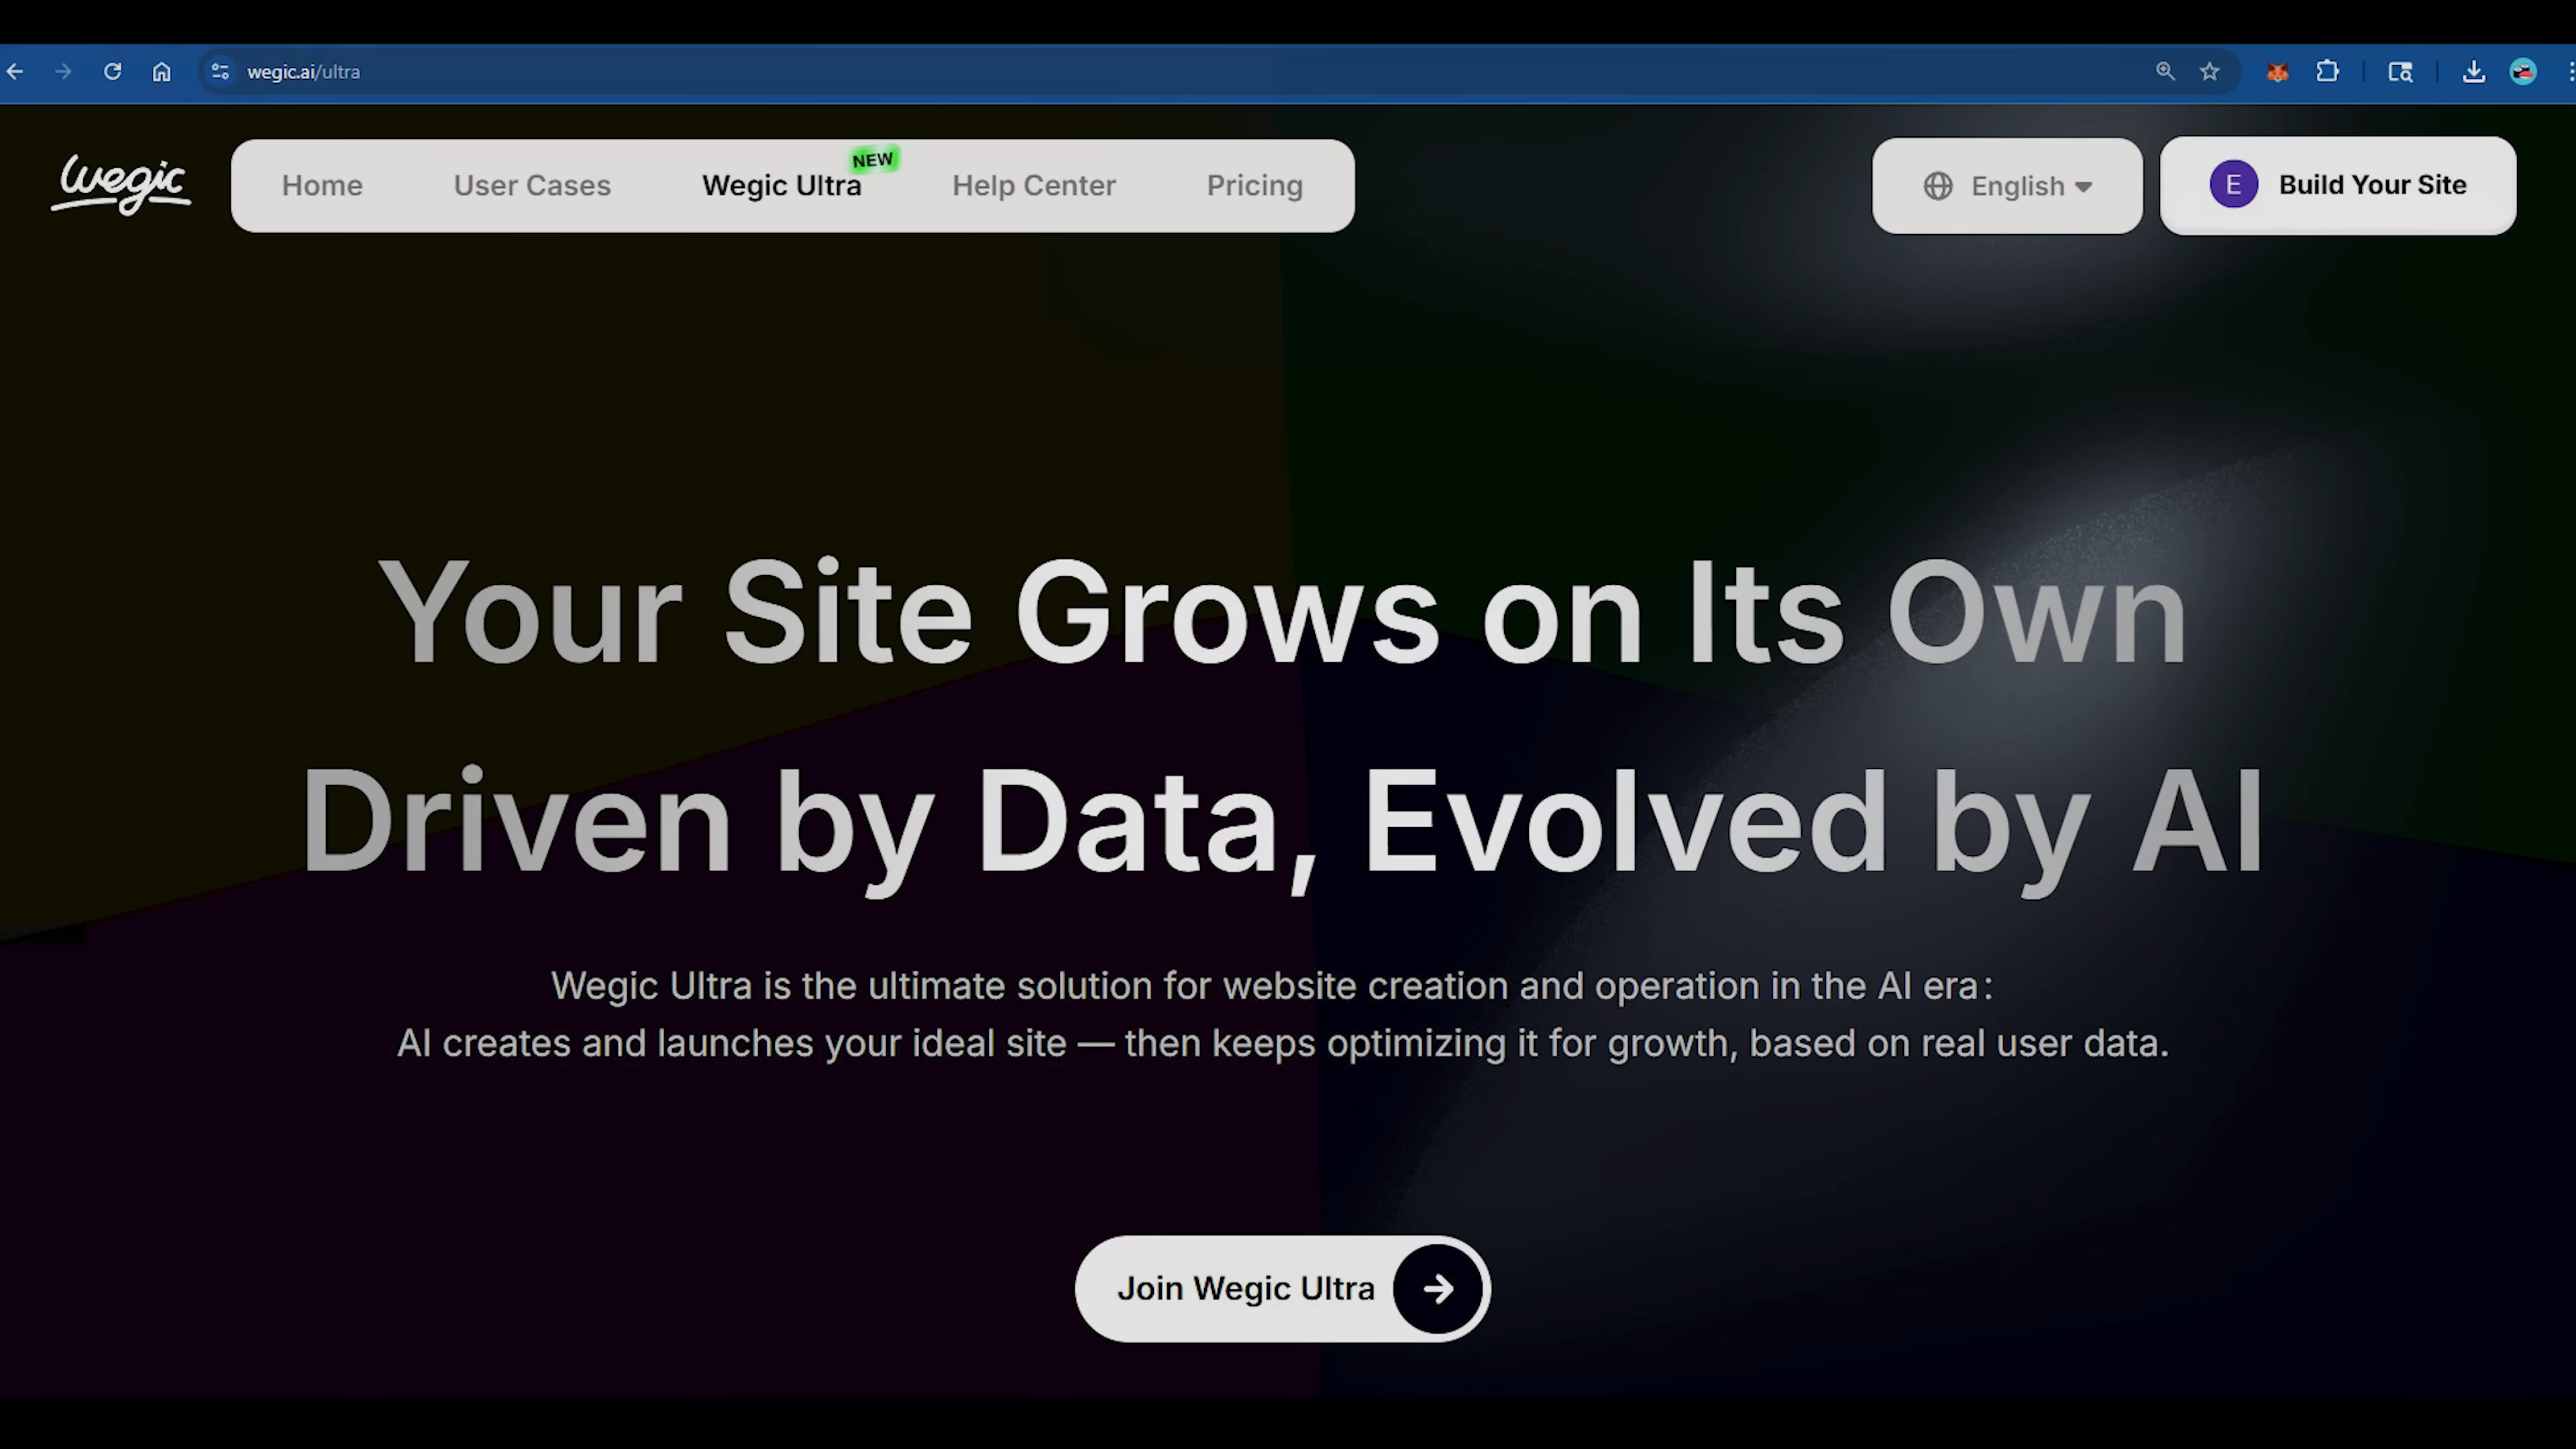 wegic.ai/ultra
wegic
Home
User Cases
Wegic Ultra
NEW
Help Center
Pricing
English
E
Build Your Site
Your Site Grows on Its Own
Driven by Data, Evolved by AI
Wegic Ultra is the ultimate solution for website creation and operation in the AI era:
AI creates and launches your ideal site — then keeps optimizing it for growth, based on real user data.
Join Wegic Ultra